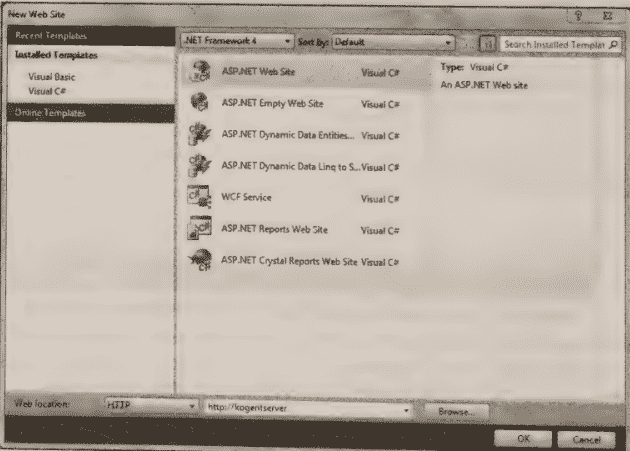 New Web Site
Recent Templates
.NET Framework 4
Sort by: Default
Search Installed Templat
Installed Templates
Visual Basic
Visual C#
Online Templates
ASP.NET Web Site Visual C#
ASP.NET Empty Web Site Visual C#
ASP.NET Dynamic Data Entities... Visual C#
ASP.NET Dynamic Data Linq to S... Visual C#
WCF Service Visual C#
ASP.NET Reports Web Site Visual C#
ASP.NET Crystal Reports Web Site Visual C#
Type: Visual C#
An ASP.NET Web site
Web location: HTTP http://kogentserver Browse...
OK Cancel